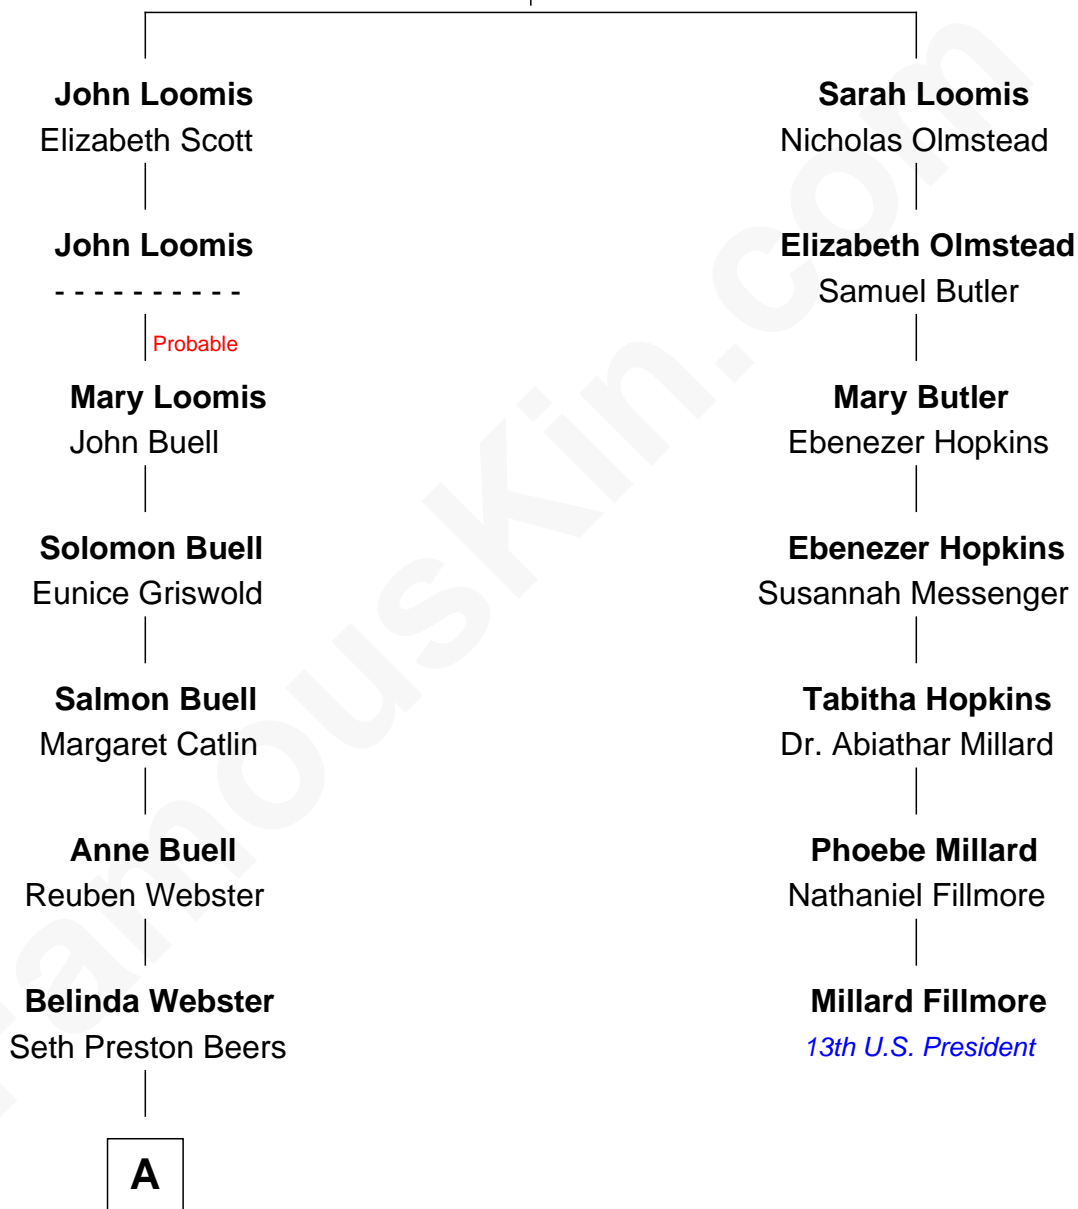 John Loomis
Elizabeth Scott
Sarah Loomis
Nicholas Olmstead
John Loomis
- - - - - - - - - -
Elizabeth Olmstead
Samuel Butler
Probable
Mary Loomis
John Buell
Mary Butler
Ebenezer Hopkins
Solomon Buell
Eunice Griswold
Ebenezer Hopkins
Susannah Messenger
Salmon Buell
Margaret Catlin
Tabitha Hopkins
Dr. Abiathar Millard
Anne Buell
Reuben Webster
Phoebe Millard
Nathaniel Fillmore
Belinda Webster
Seth Preston Beers
Millard Fillmore
13th U.S. President
A
FamousKin.com